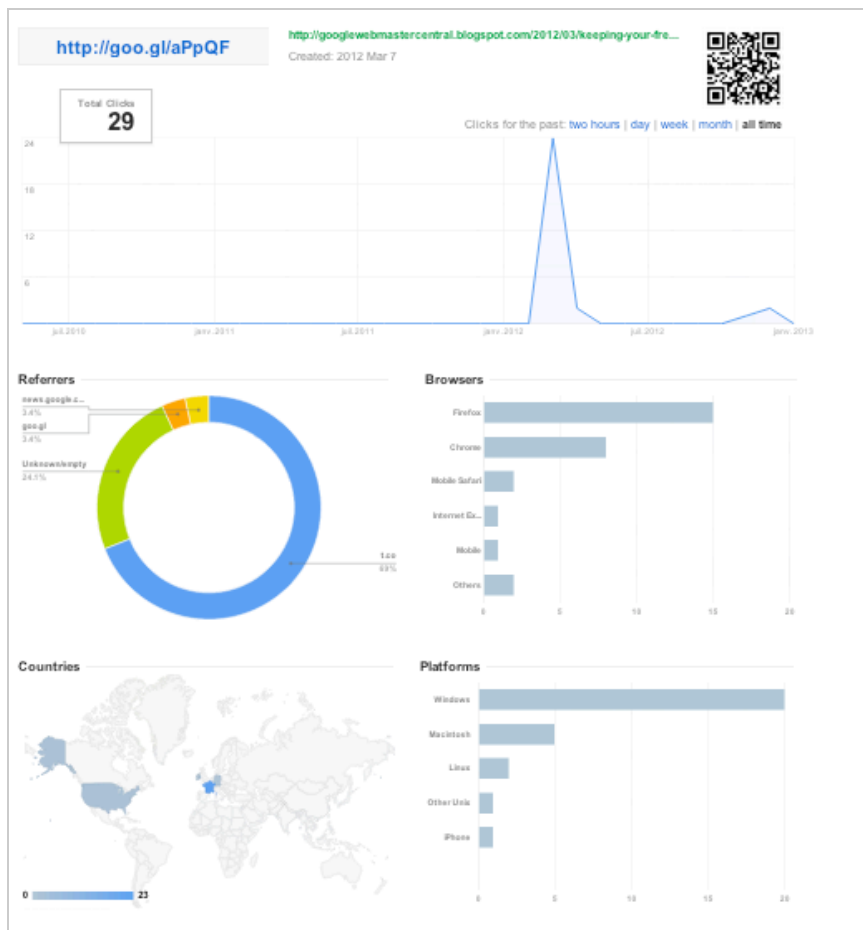 http://goo.gl/aPpQF
http://googlewebmastercentral.blogspot.com/2012/03/keeping-your-fre...
Created: 2012 Mar 7
Total Clicks
29
Clicks for the past: two hours | day | week | month | all time
24
18
12
6
juil.2010 janv. 2011 juil.2011 janv. 2012 juil.2012 janv. 2013
Referrers
news.google.c...
3.4%
goo.gl
3.4%
Unknown/empty
24.1%
t.co
69%
Browsers
Firefox
Chrome
Mobile Safari
Internet Ex...
Mobile
Others
0 5 10 15 20
Countries
0 23
Platforms
Windows
Macintosh
Linux
Other Unix
iPhone
0 5 10 15 20